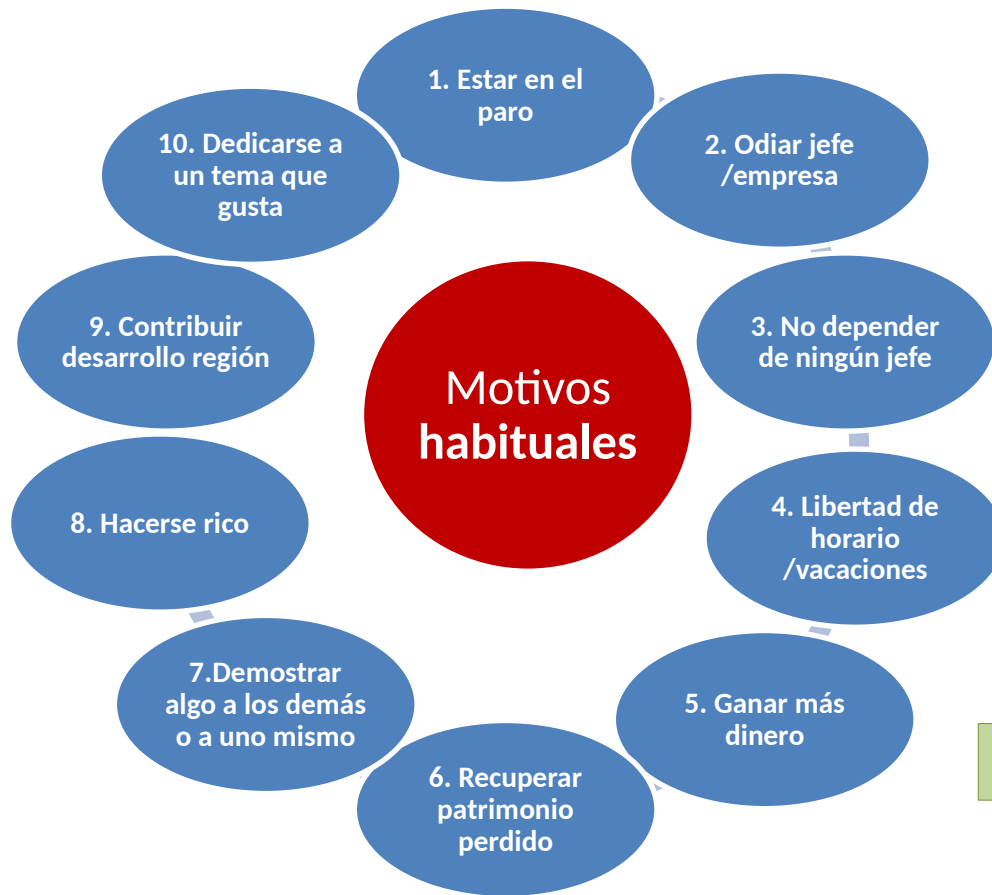 1. Estar en el
paro
2. Odiar jefe
/empresa
3. No depender
de ningún jefe
4. Libertad de
horario
/vacaciones
5. Ganar más
dinero
6. Recuperar
patrimonio
perdido
7.Demostrar
algo a los demás
o a uno mismo
8. Hacerse rico
9. Contribuir
desarrollo región
10. Dedicarse a
un tema que
gusta
Motivos
habituales